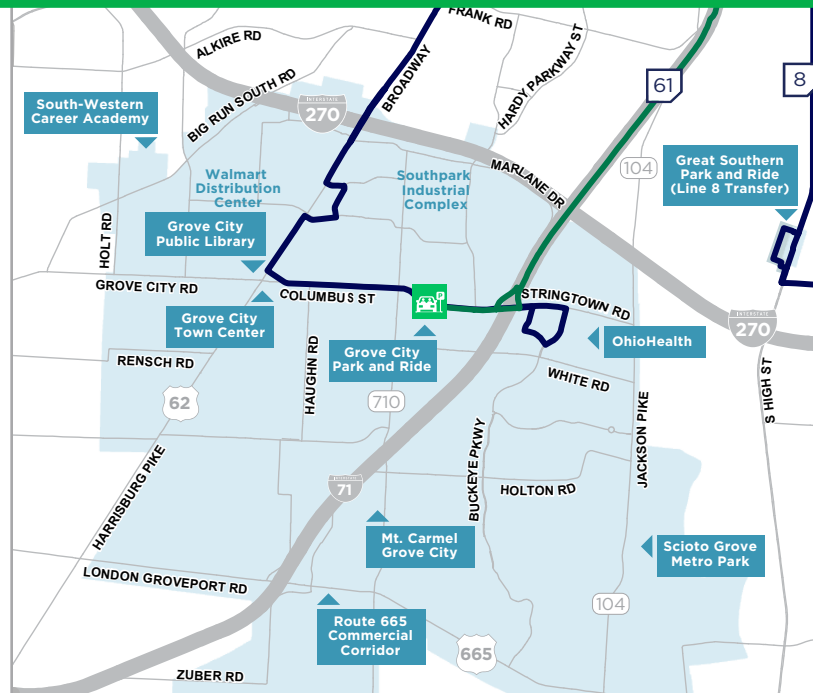 FRANK RD
ALKIRE RD
BROADWAY
HARDY PARKWAY ST
BIG RUN SOUTH RD
61
8
INTERSTATE
270
South-Western
Career Academy
MARLANE DR
104
Great Southern
Park and Ride
(Line 8 Transfer)
Walmart
Distribution
Center
Southpark
Industrial
Complex
HOLT RD
Grove City
Public Library
GROVE CITY RD
COLUMBUS ST
P
STRINGTOWN RD
Grove City
Town Center
270
OhioHealth
Grove City
Park and Ride
RENSCH RD
HAUGHN RD
WHITE RD
S HIGH ST
62
710
JACKSON PIKE
BUCKEYE PKWY
HARRISBURG PIKE
71
HOLTON RD
Mt. Carmel
Grove City
Scioto Grove
Metro Park
LONDON GROVEPORT RD
104
Route 665
Commercial
Corridor
665
ZUBER RD